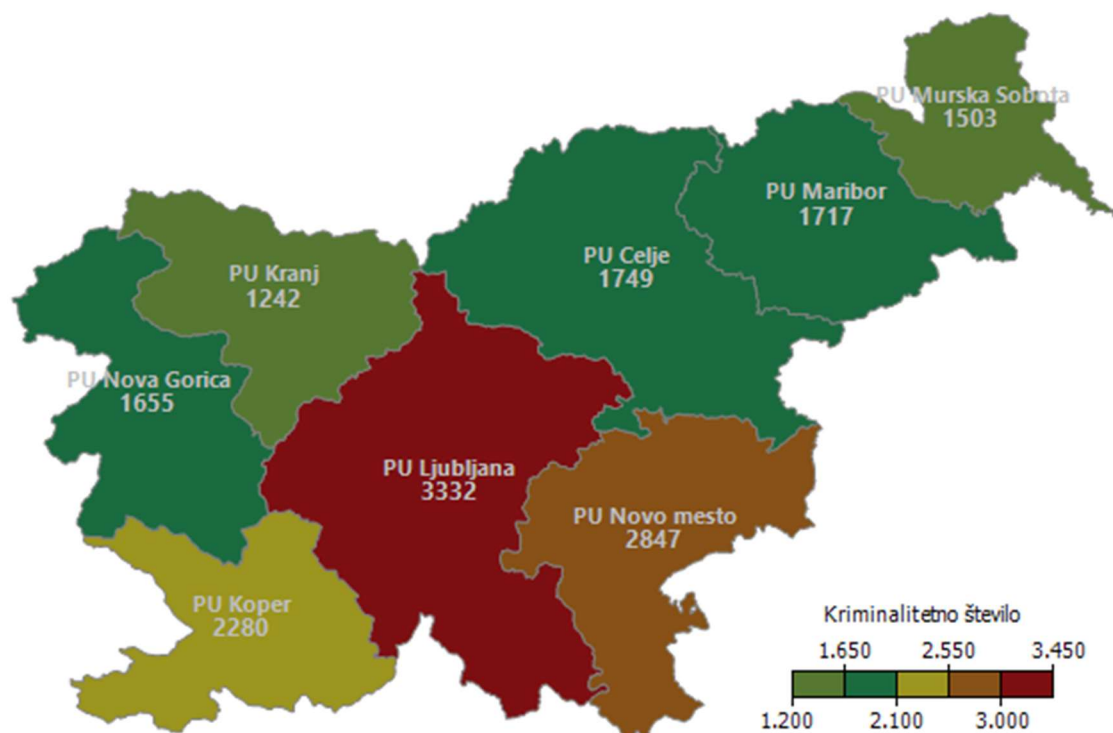 PU Murska Sobota
1503
PU Maribor
1717
PU Celje
1749
PU Kranj
1242
PU Nova Gorica
1655
PU Ljubljana
3332
PU Novo mesto
2847
PU Koper
2280
Kriminalitetno število
1.650 2.550 3.450
1.200 2.100 3.000